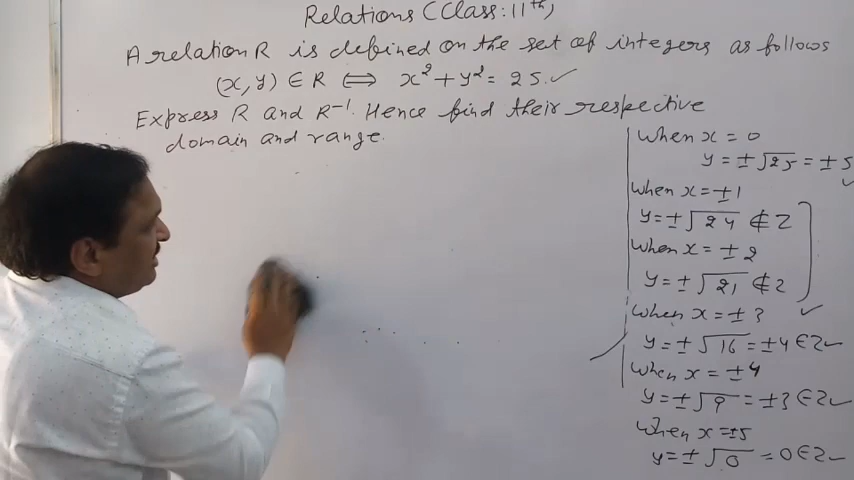 Relations (Class: 11th)
A relation R is defined on the set of integers as follows
(x, y) ∈ R ⟺ x² + y² = 25. ✓
Express R and R⁻¹. Hence find their respective
domain and range.
When x = 0
y = ±√25 = ±5
✓
When x = ±1
y = ±√24 ∉ Z
When x = ±2
y = ±√21 ∉ Z
When x = ±3 ✓
y = ±√16 = ±4 ∈ Z ✓
When x = ±4
y = ±√9 = ±3 ∈ Z ✓
When x = ±5
y = ±√0 = 0 ∈ Z ✓